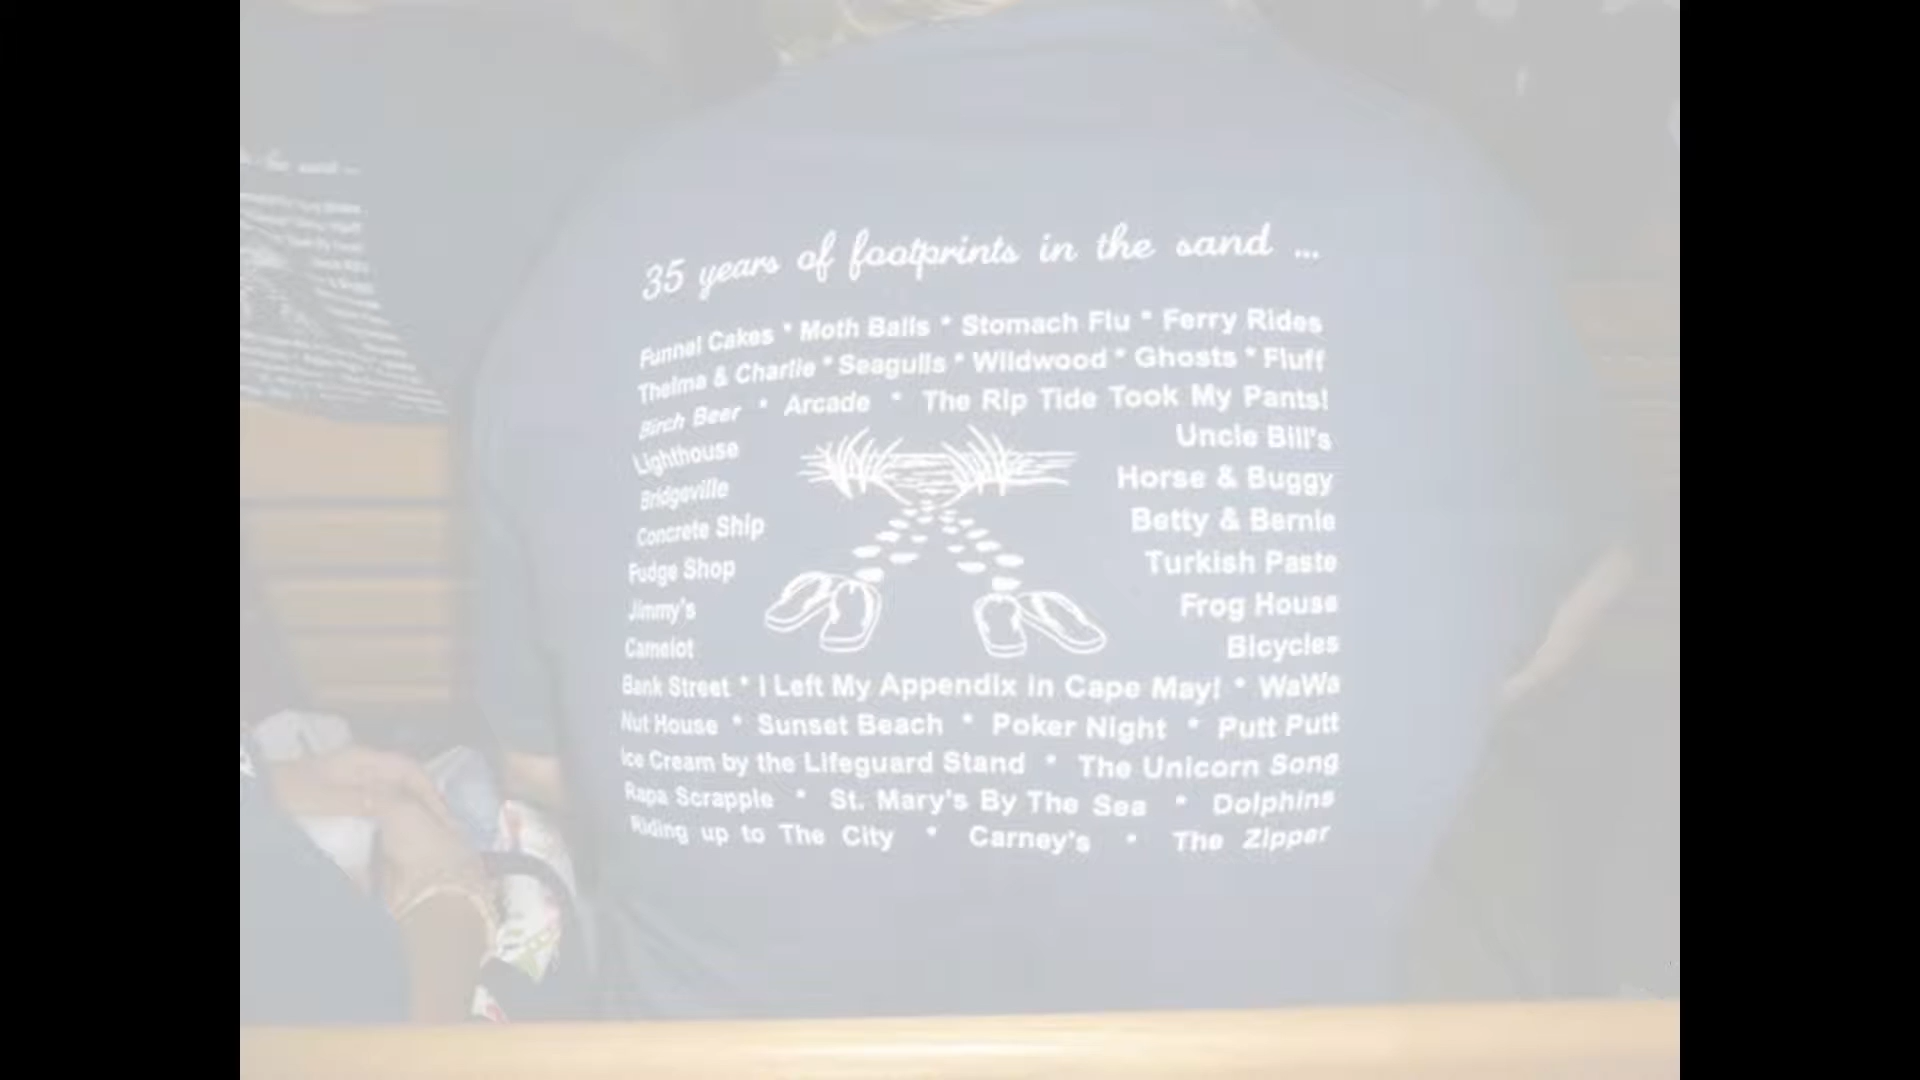 35 years of footprints in the sand ...
Funnel Cakes * Moth Balls * Stomach Flu * Ferry Rides
Thelma & Charlie * Seagulls * Wildwood * Ghosts * Fluff
Birch Beer * Arcade * The Rip Tide Took My Pants!
Lighthouse
Uncle Bill's
Bridgeville
Horse & Buggy
Concrete Ship
Betty & Bernie
Fudge Shop
Turkish Paste
Jimmy's
Frog House
Camelot
Bicycles
Bank Street * I Left My Appendix in Cape May! * WaWa
Nut House * Sunset Beach * Poker Night * Putt Putt
Ice Cream by the Lifeguard Stand * The Unicorn Song
Rapa Scrapple * St. Mary's By The Sea * Dolphins
Riding up to The City * Carney's * The Zipper
the sand ...